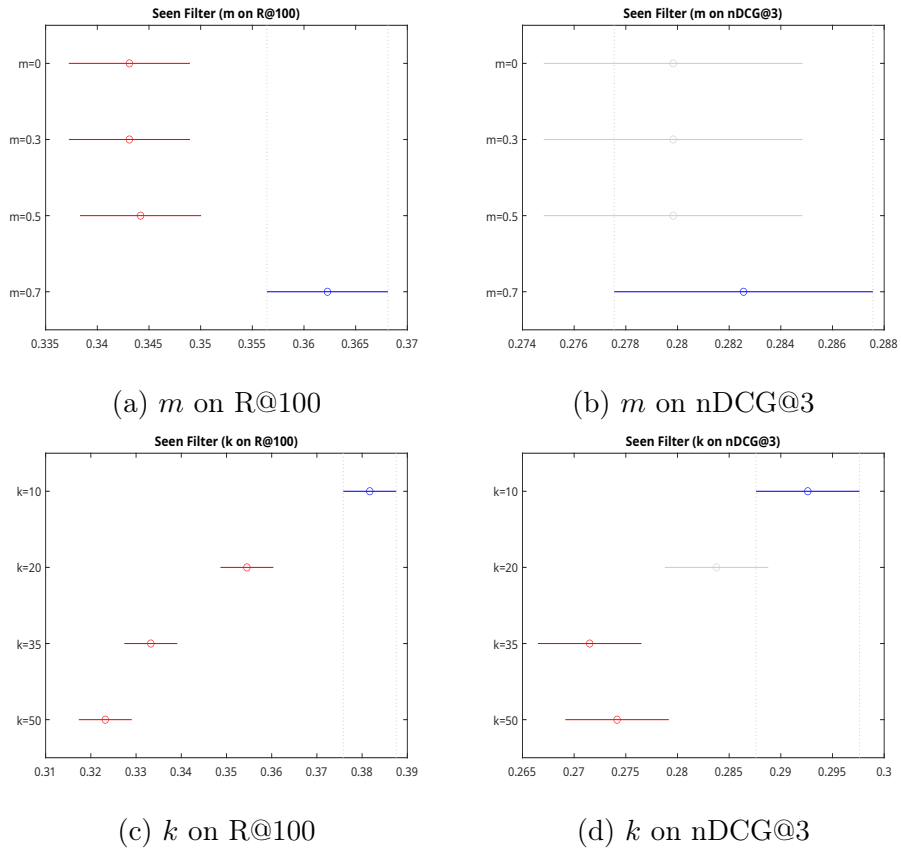 Seen Filter (m on R@100)
m=0
m=0.3
m=0.5
m=0.7
0.335 0.34 0.345 0.35 0.355 0.36 0.365 0.37
(a) m on R@100
Seen Filter (m on nDCG@3)
m=0
m=0.3
m=0.5
m=0.7
0.274 0.276 0.278 0.28 0.282 0.284 0.286 0.288
(b) m on nDCG@3
Seen Filter (k on R@100)
k=10
k=20
k=35
k=50
0.31 0.32 0.33 0.34 0.35 0.36 0.37 0.38 0.39
(c) k on R@100
Seen Filter (k on nDCG@3)
k=10
k=20
k=35
k=50
0.265 0.27 0.275 0.28 0.285 0.29 0.295 0.3
(d) k on nDCG@3